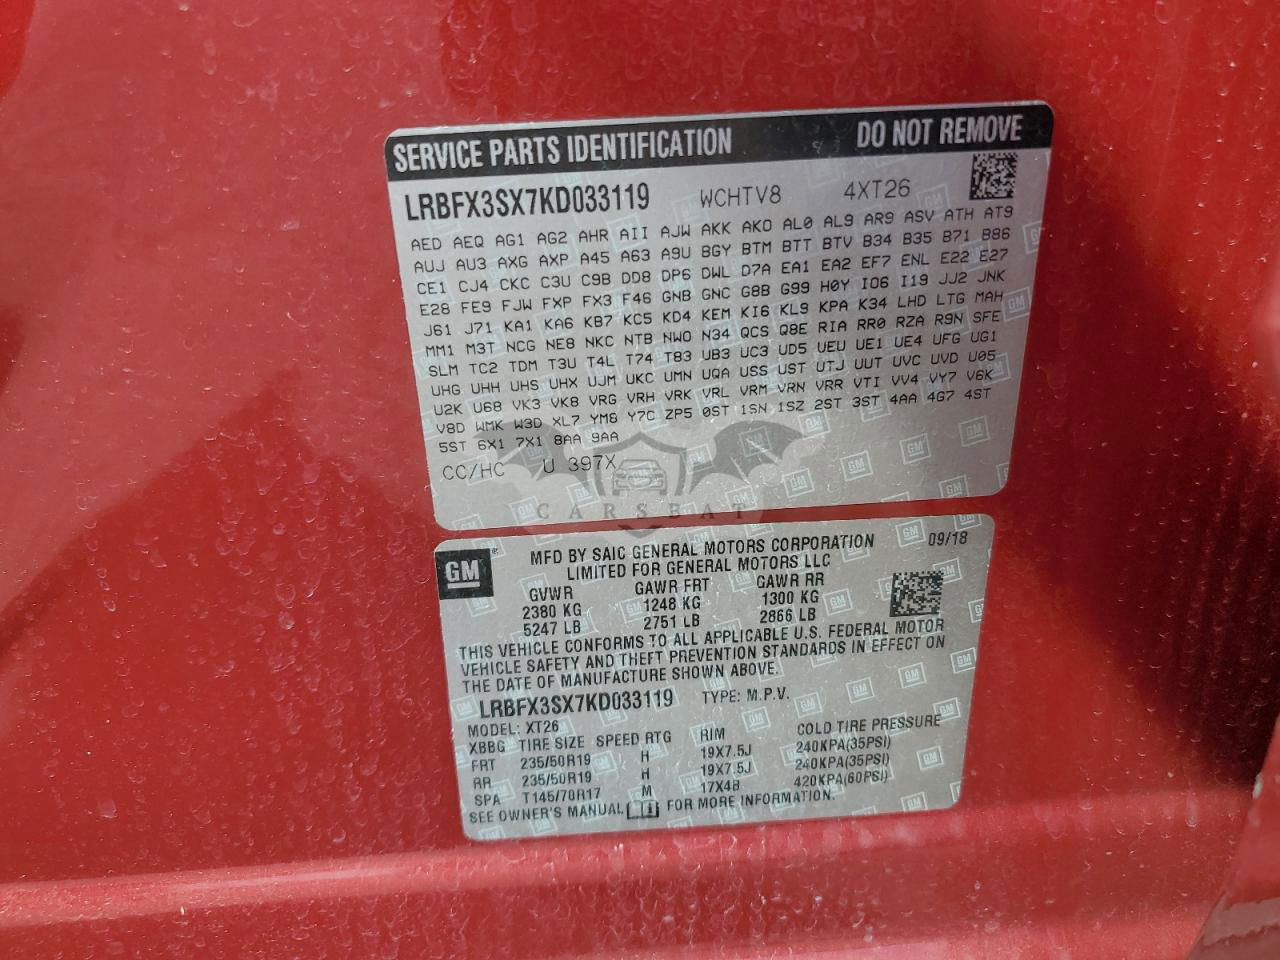 SERVICE PARTS IDENTIFICATION DO NOT REMOVE
LRBFX3SX7KD033119 WCHTV8 4XT26
AED AEQ AG1 AG2 AHR AII AJW AKK AKO AL0 AL9 AR9 ASV ATH AT9
AUJ AU3 AXG AXP A45 A63 A9U BGY BTM BTT BTV B34 B35 B71 B86
CE1 CJ4 CKC C3U C9B DD8 DP6 DWL D7A EA1 EA2 EF7 ENL E22 E27
E28 FE9 FJW FXP FX3 F46 GNB GNC G8B G99 H0Y IO6 I19 JJ2 JNK
J61 J71 KA1 KA6 KB7 KC5 KD4 KEM KI6 KL9 KPA K34 LHD LTG MAH
MM1 M3T NCG NE8 NKC NTB NWO N34 QCS Q8E RIA RR0 RZA R9N SFE
SLM TC2 TDM T3U T4L T74 T83 UB3 UC3 UD5 UEU UE1 UE4 UFG UG1
UHG UHH UHS UHX UJM UKC UMN UQA USS UST UTJ UUT UVC UVD U05
U2K U68 VK3 VK8 VRG VRH VRK VRL VRM VRN VRR VTI VV4 VY7 V6K
V8D WMK W3D XL7 YM8 Y7C ZP5 0ST 1SN 1SZ 2ST 3ST 4AA 4G7 4ST
5ST 6X1 7X1 8AA 9AA
CC/HC U 397X
CARSBAT
GM
MFD BY SAIC GENERAL MOTORS CORPORATION 09/18
LIMITED FOR GENERAL MOTORS LLC
GVWR GAWR FRT GAWR RR
2380 KG 1248 KG 1300 KG
5247 LB 2751 LB 2866 LB
THIS VEHICLE CONFORMS TO ALL APPLICABLE U.S. FEDERAL MOTOR
VEHICLE SAFETY AND THEFT PREVENTION STANDARDS IN EFFECT ON
THE DATE OF MANUFACTURE SHOWN ABOVE.
LRBFX3SX7KD033119 TYPE: M.P.V.
MODEL: XT26
XBBG TIRE SIZE SPEED RTG RIM COLD TIRE PRESSURE
FRT 235/50R19 H 19X7.5J 240KPA(35PSI)
RR 235/50R19 H 19X7.5J 240KPA(35PSI)
SPA T145/70R17 M 17X4B 420KPA(60PSI)
SEE OWNER'S MANUAL FOR MORE INFORMATION.